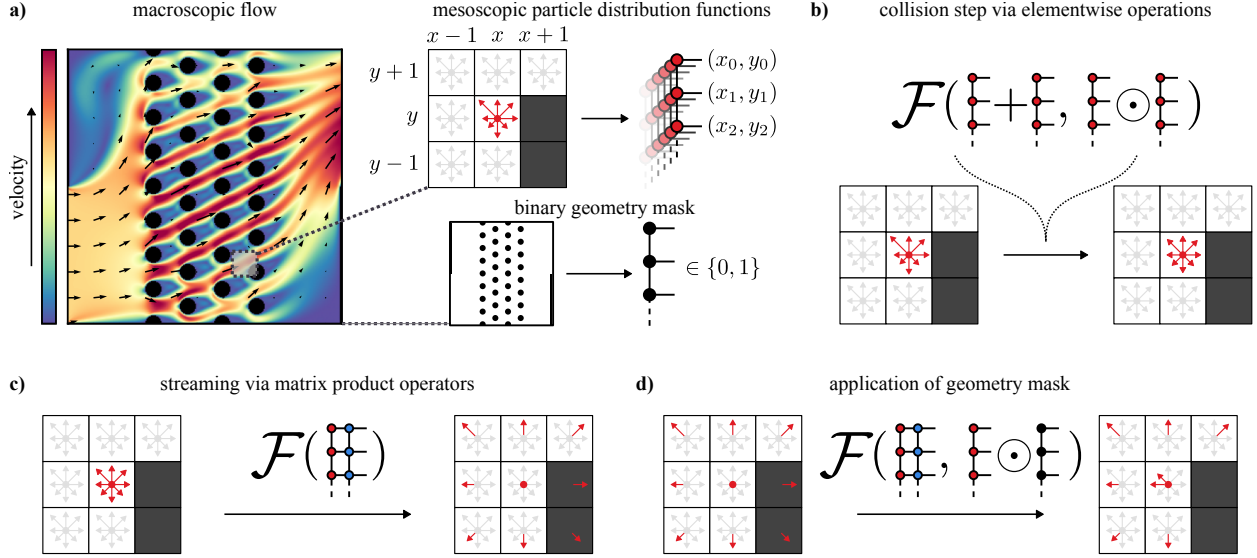 a)
macroscopic flow
velocity
mesoscopic particle distribution functions
x − 1 x x + 1
y + 1
y
y − 1
(x₀, y₀)
(x₁, y₁)
(x₂, y₂)
binary geometry mask
∈ {0, 1}
b)
collision step via elementwise operations
ℱ( + , ⊙ )
c)
streaming via matrix product operators
ℱ( )
d)
application of geometry mask
ℱ( , ⊙ )